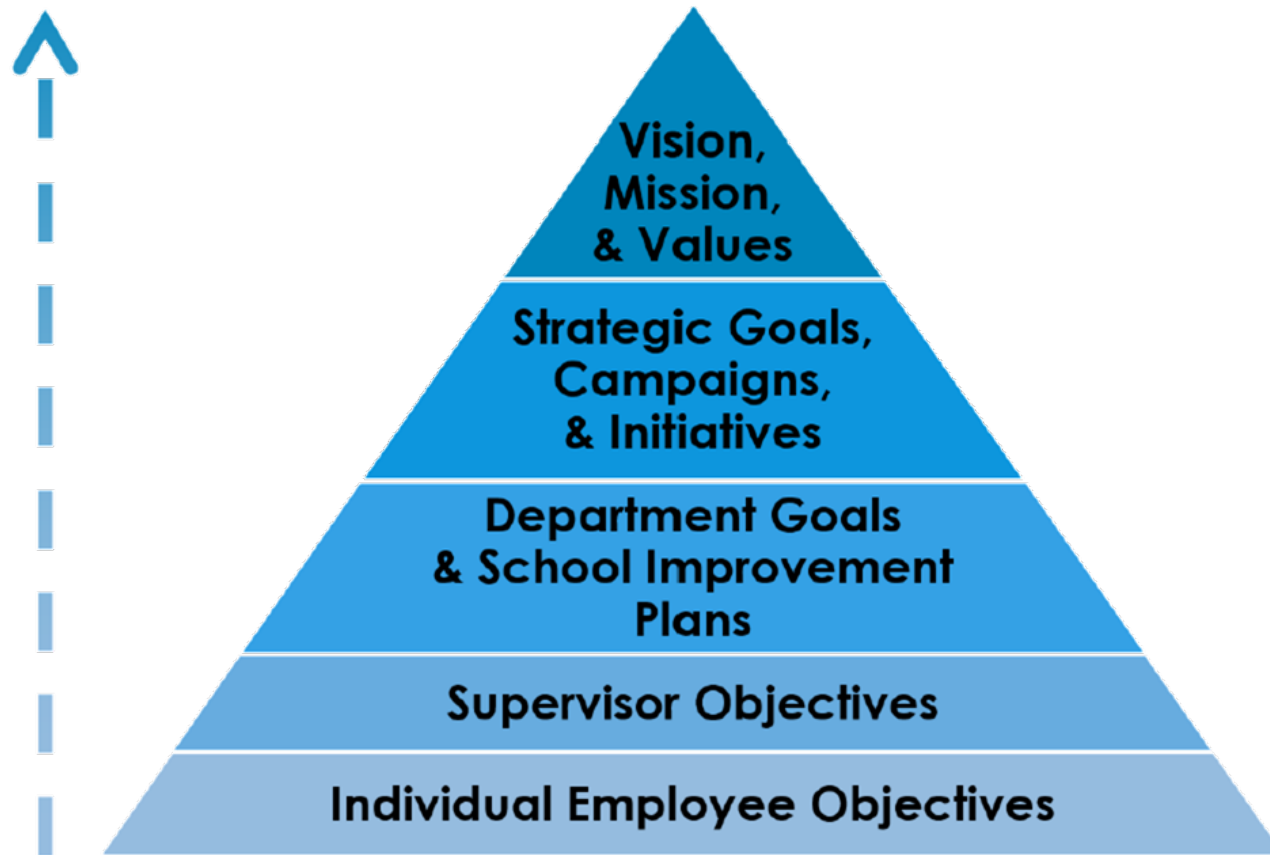 Vision,
Mission,
& Values
Strategic Goals,
Campaigns,
& Initiatives
Department Goals
& School Improvement
Plans
Supervisor Objectives
Individual Employee Objectives